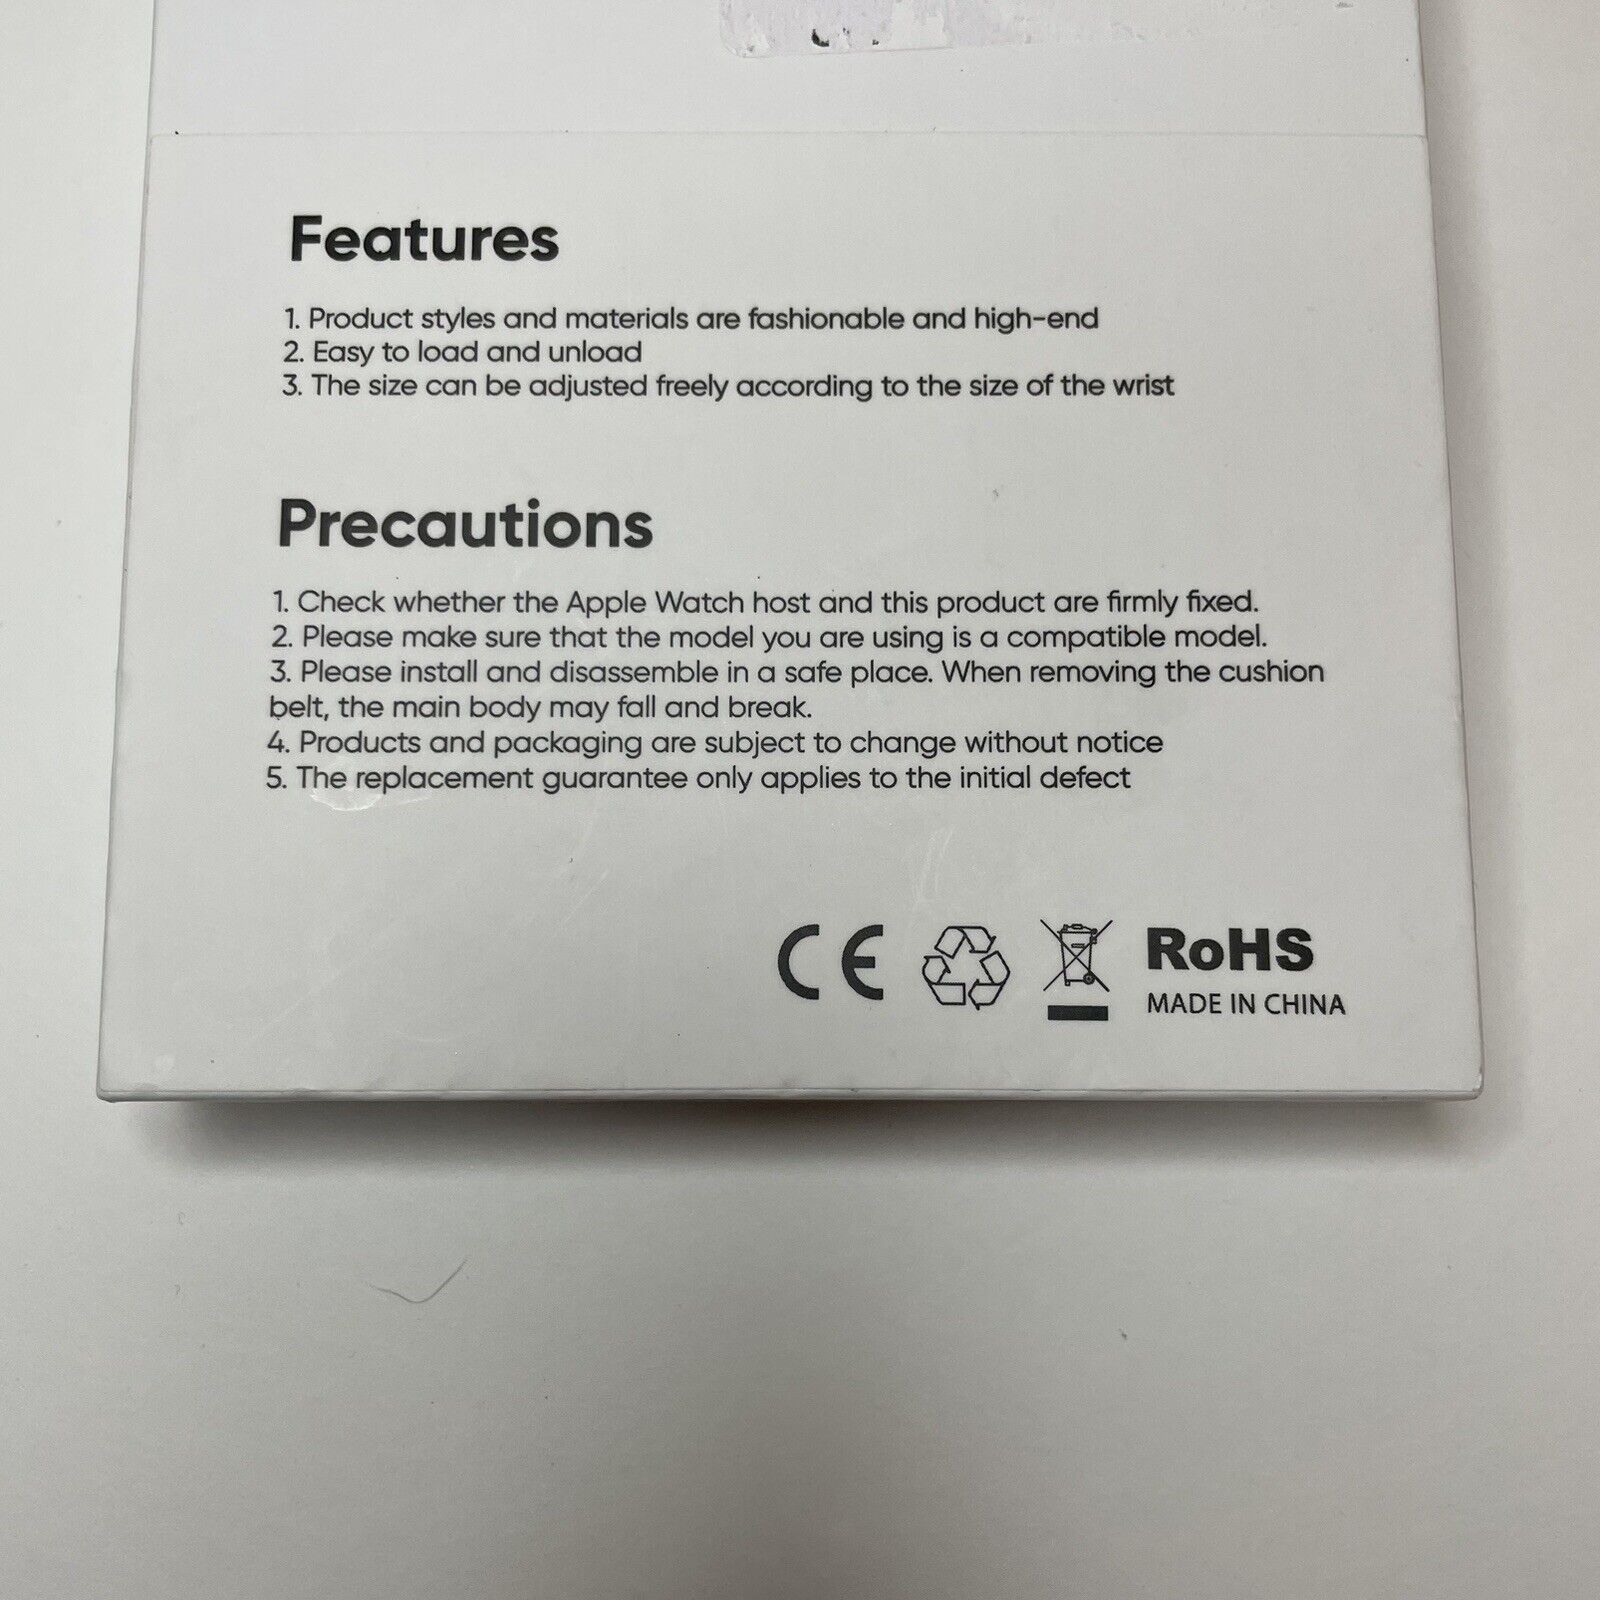 Features
1. Product styles and materials are fashionable and high-end
2. Easy to load and unload
3. The size can be adjusted freely according to the size of the wrist
Precautions
1. Check whether the Apple Watch host and this product are firmly fixed.
2. Please make sure that the model you are using is a compatible model.
3. Please install and disassemble in a safe place. When removing the cushion
belt, the main body may fall and break.
4. Products and packaging are subject to change without notice
5. The replacement guarantee only applies to the initial defect
CE
RoHS
MADE IN CHINA